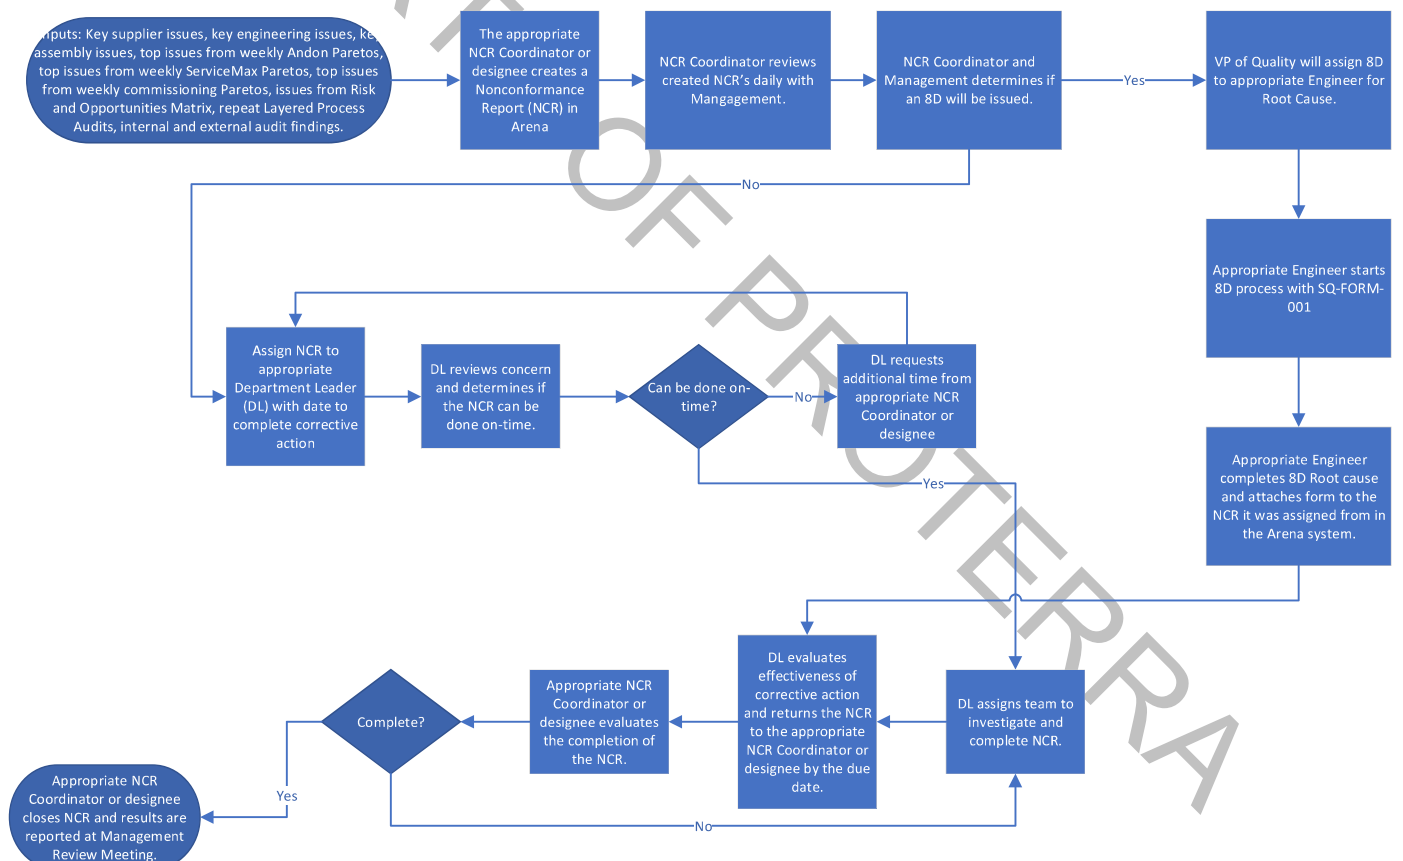 nputs: Key supplier issues, key engineering issues, key
assembly issues, top issues from weekly Andon Paretos,
top issues from weekly ServiceMax Paretos, top issues
from weekly commissioning Paretos, issues from Risk
and Opportunities Matrix, repeat Layered Process
Audits, internal and external audit findings.
The appropriate
NCR Coordinator or
designee creates a
Nonconformance
Report (NCR) in
Arena
NCR Coordinator reviews
created NCR's daily with
Mangagement.
NCR Coordinator and
Management determines if
an 8D will be issued.
Yes
VP of Quality will assign 8D
to appropriate Engineer for
Root Cause.
No
Appropriate Engineer starts
8D process with SQ-FORM-
001
Assign NCR to
appropriate
Department Leader
(DL) with date to
complete corrective
action
DL reviews concern
and determines if
the NCR can be
done on-time.
Can be done on-
time?
No
DL requests
additional time from
appropriate NCR
Coordinator or
designee
Yes
Appropriate Engineer
completes 8D Root cause
and attaches form to the
NCR it was assigned from in
the Arena system.
DL assigns team to
investigate and
complete NCR.
DL evaluates
effectiveness of
corrective action
and returns the NCR
to the appropriate
NCR Coordinator or
designee by the due
date.
Appropriate NCR
Coordinator or
designee evaluates
the completion of
the NCR.
Complete?
Yes
No
Appropriate NCR
Coordinator or designee
closes NCR and results are
reported at Management
Review Meeting.
OF PROTERRA